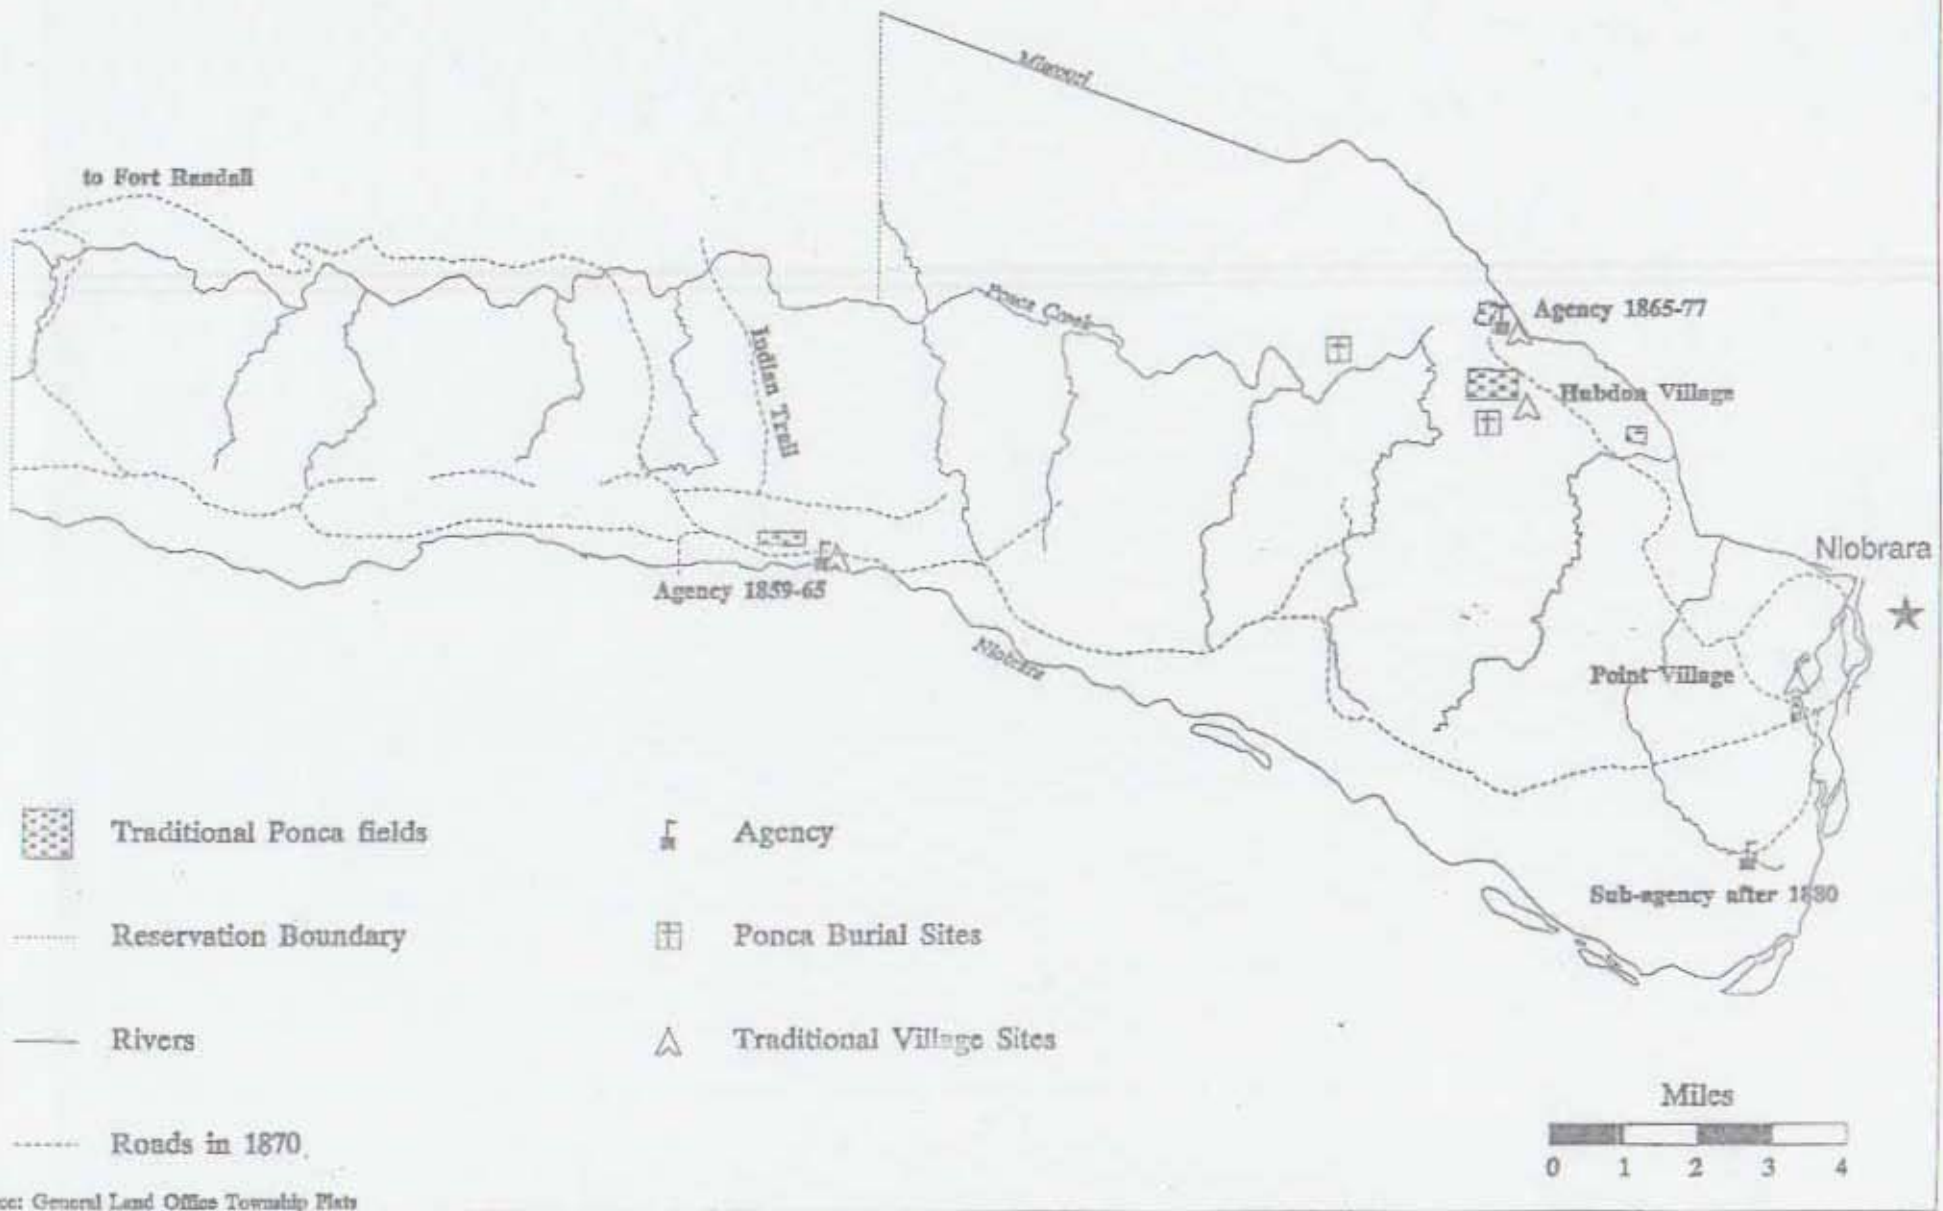 Missouri
to Fort Randall
Ponca Creek
Indian Trail
Agency 1865-77
Hubdon Village
Niobrara
Agency 1859-65
Niobrara
Point Village
Sub-agency after 1880
Traditional Ponca fields
Agency
Reservation Boundary
Ponca Burial Sites
Rivers
Traditional Village Sites
Roads in 1870
Miles
0 1 2 3 4
ce: General Land Office Township Plats